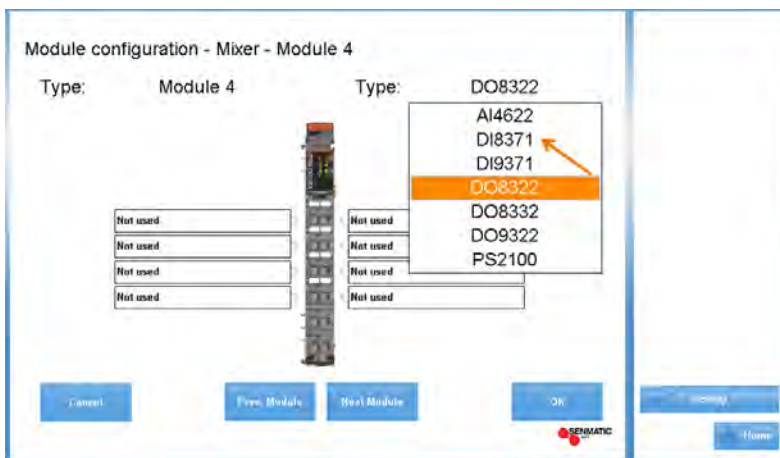 Module configuration - Mixer - Module 4
Type: Module 4 Type: DO8322
AI4622
DI8371
DI9371
DO8322
DO8332
DO9322
PS2100
Not used Not used
Not used Not used
Not used Not used
Not used Not used
Cancel Prev. Module Next Module OK
SENMATIC
Home